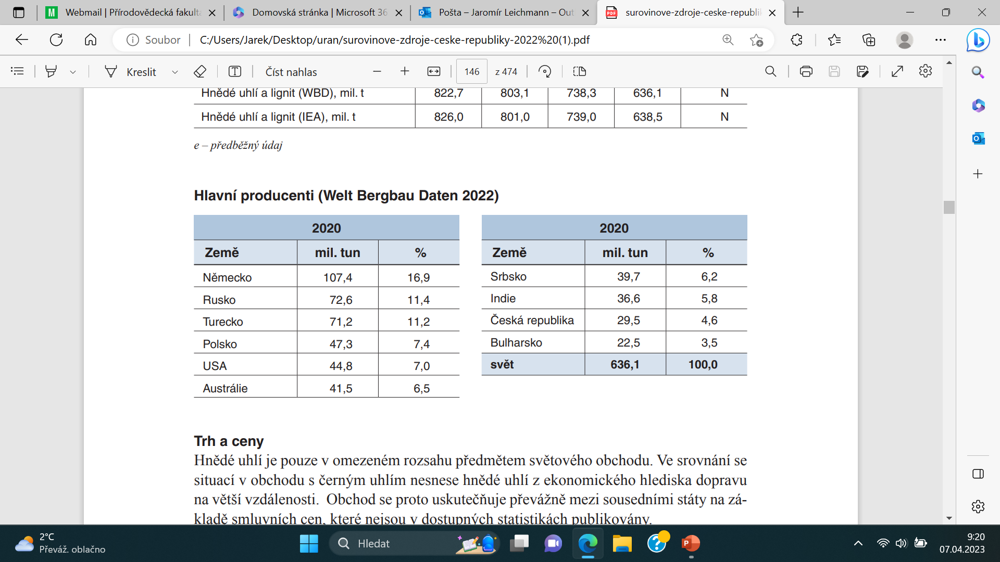 Webmail | Přírodovědecká fakulta
Domovská stránka | Microsoft 36
Pošta – Jaromír Leichmann – Out
surovinove-zdroje-ceske-republik
Soubor
C:/Users/Jarek/Desktop/uran/surovinove-zdroje-ceske-republiky-2022%20(1).pdf
Kreslit
Číst nahlas
146
z 474
Hnědé uhlí a lignit (WBD), mil. t 822,7 803,1 738,3 636,1 N
Hnědé uhlí a lignit (IEA), mil. t 826,0 801,0 739,0 638,5 N
e – předběžný údaj
Hlavní producenti (Welt Bergbau Daten 2022)
2020
Země mil. tun %
Německo 107,4 16,9
Rusko 72,6 11,4
Turecko 71,2 11,2
Polsko 47,3 7,4
USA 44,8 7,0
Austrálie 41,5 6,5
2020
Země mil. tun %
Srbsko 39,7 6,2
Indie 36,6 5,8
Česká republika 29,5 4,6
Bulharsko 22,5 3,5
svět 636,1 100,0
Trh a ceny
Hnědé uhlí je pouze v omezeném rozsahu předmětem světového obchodu. Ve srovnání se
situací v obchodu s černým uhlím nesnese hnědé uhlí z ekonomického hlediska dopravu
na větší vzdálenosti. Obchod se proto uskutečňuje převážně mezi sousedními státy na zá-
kladě smluvních cen, které nejsou v dostupných statistikách publikovány.
2°C
Převáž. oblačno
Hledat
9:20
07.04.2023